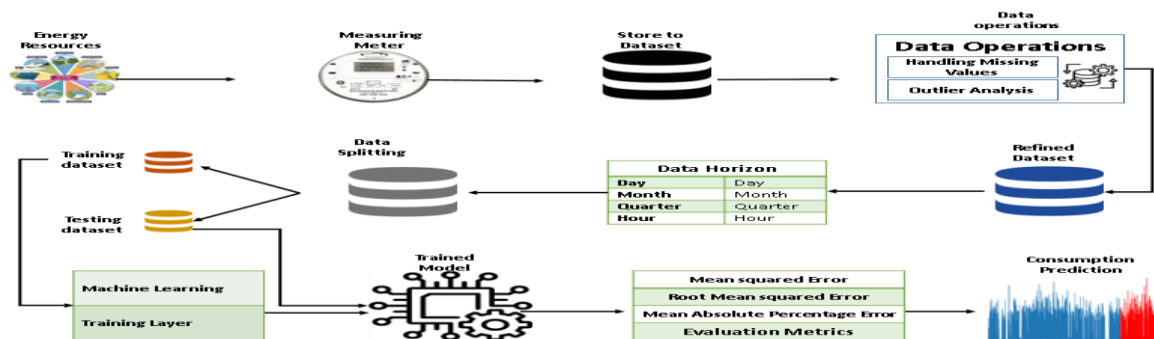 Energy
Resources
Measuring
Meter
Store to
Dataset
Data
operations
Data Operations
Handling Missing
Values
Outlier Analysis
Training
dataset
Testing
dataset
Data
Splitting
Data Horizon
Day Day
Month Month
Quarter Quarter
Hour Hour
Refined
Dataset
Machine Learning
Training Layer
Trained
Model
Mean squared Error
Root Mean squared Error
Mean Absolute Percentage Error
Evaluation Metrics
Consumption
Prediction